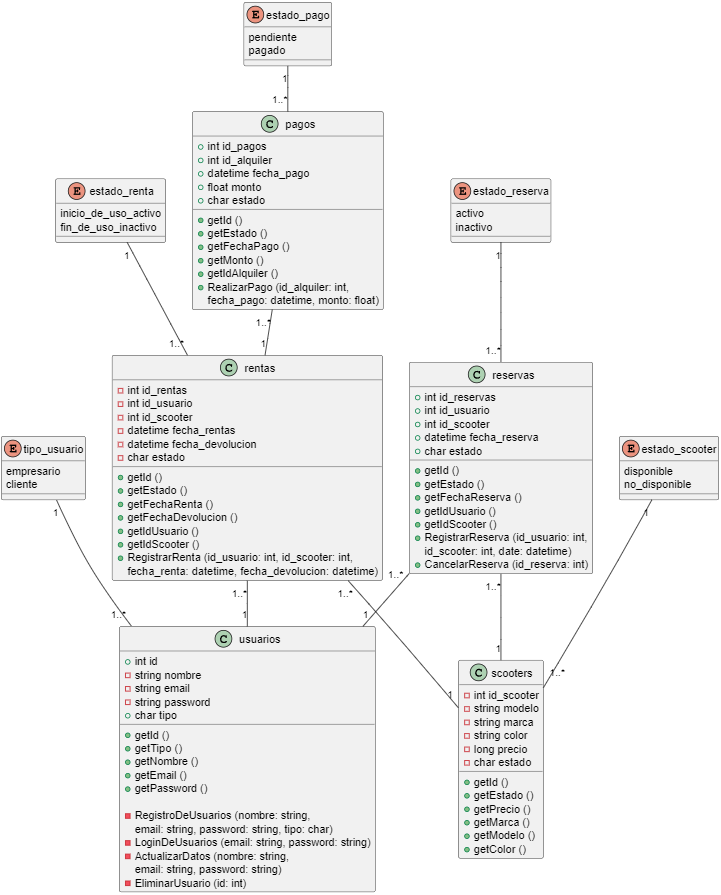 E estado_pago
pendiente
pagado
1
1..*
C pagos
int id_pagos
int id_alquiler
datetime fecha_pago
float monto
char estado
getId ()
getEstado ()
getFechaPago ()
getMonto ()
getIdAlquiler ()
RealizarPago (id_alquiler: int,
fecha_pago: datetime, monto: float)
E estado_renta
inicio_de_uso_activo
fin_de_uso_inactivo
E estado_reserva
activo
inactivo
1
1
1..*
1..*
1
1..*
C rentas
int id_rentas
int id_usuario
int id_scooter
datetime fecha_rentas
datetime fecha_devolucion
char estado
getId ()
getEstado ()
getFechaRenta ()
getFechaDevolucion ()
getIdUsuario ()
getIdScooter ()
RegistrarRenta (id_usuario: int, id_scooter: int,
fecha_renta: datetime, fecha_devolucion: datetime)
C reservas
int id_reservas
int id_usuario
int id_scooter
datetime fecha_reserva
char estado
getId ()
getEstado ()
getFechaReserva ()
getIdUsuario ()
getIdScooter ()
RegistrarReserva (id_usuario: int,
id_scooter: int, date: datetime)
CancelarReserva (id_reserva: int)
E tipo_usuario
empresario
cliente
E estado_scooter
disponible
no_disponible
1
1
1..*
1..*
1..*
1..*
1..*
1
1
1
1
1..*
C usuarios
int id
string nombre
string email
string password
char tipo
getId ()
getTipo ()
getNombre ()
getEmail ()
getPassword ()
RegistroDeUsuarios (nombre: string,
email: string, password: string, tipo: char)
LoginDeUsuarios (email: string, password: string)
ActualizarDatos (nombre: string,
email: string, password: string)
EliminarUsuario (id: int)
C scooters
int id_scooter
string modelo
string marca
string color
long precio
char estado
getId ()
getEstado ()
getPrecio ()
getMarca ()
getModelo ()
getColor ()